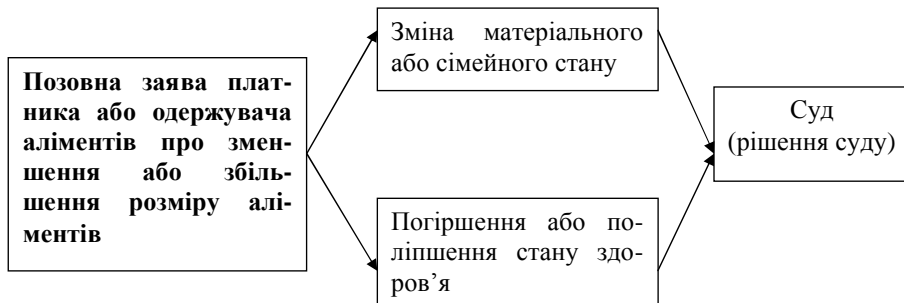 Позовна заява плат-
ника або одержувача
аліментів про змен-
шення або збіль-
шення розміру алі-
ментів
Зміна матеріального
або сімейного стану
Погіршення або по-
ліпшення стану здо-
ров’я
Суд
(рішення суду)